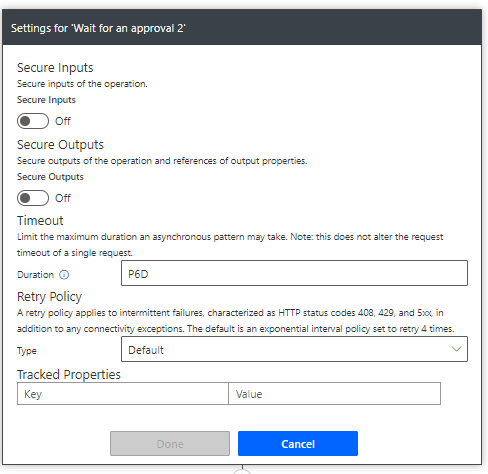 Settings for 'Wait for an approval 2'
Secure Inputs
Secure inputs of the operation.
Secure Inputs
Off
Secure Outputs
Secure outputs of the operation and references of output properties.
Secure Outputs
Off
Timeout
Limit the maximum duration an asynchronous pattern may take. Note: this does not alter the request
timeout of a single request.
Duration
P6D
Retry Policy
A retry policy applies to intermittent failures, characterized as HTTP status codes 408, 429, and 5xx, in
addition to any connectivity exceptions. The default is an exponential interval policy set to retry 4 times.
Type
Default
Tracked Properties
Key Value
Done Cancel